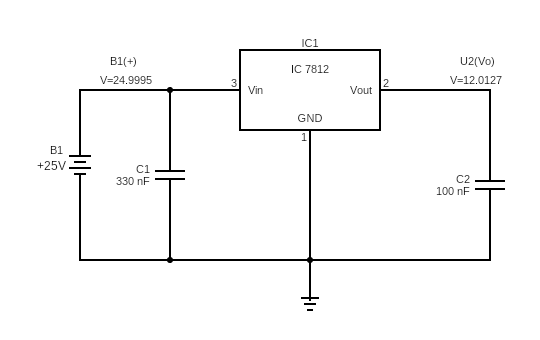 IC1
B1(+)
V=24.9995
U2(Vo)
V=12.0127
IC 7812
3
Vin
Vout
2
GND
1
B1
+25V
C1
330 nF
C2
100 nF